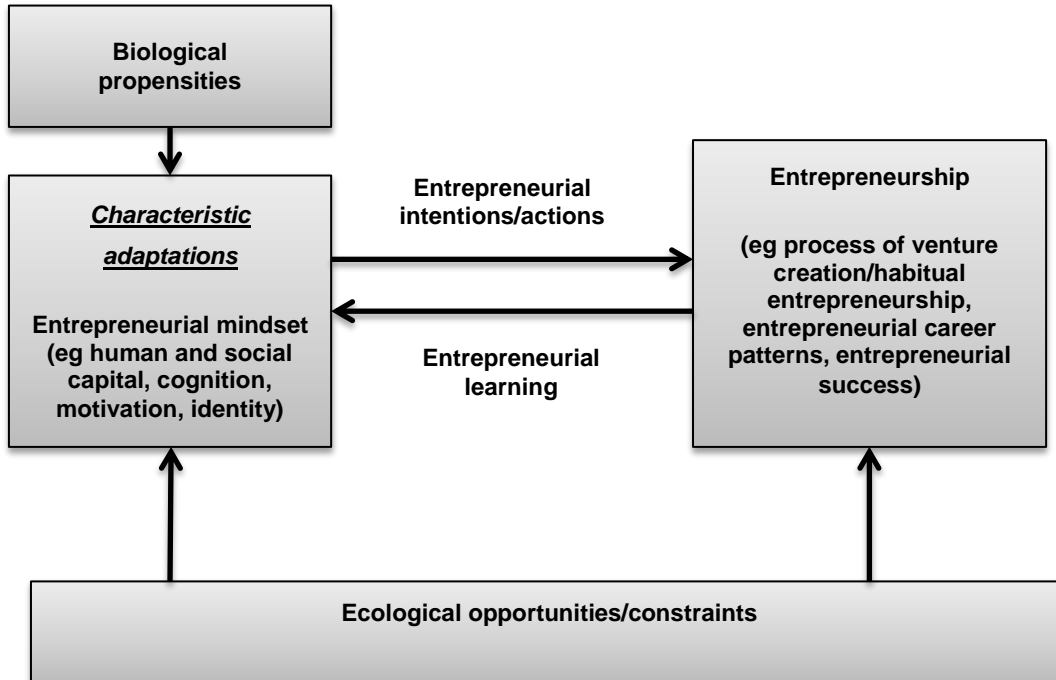 Biological
propensities
Characteristic
adaptations
Entrepreneurial mindset
(eg human and social
capital, cognition,
motivation, identity)
Entrepreneurial
intentions/actions
Entrepreneurial
learning
Entrepreneurship
(eg process of venture
creation/habitual
entrepreneurship,
entrepreneurial career
patterns, entrepreneurial
success)
Ecological opportunities/constraints